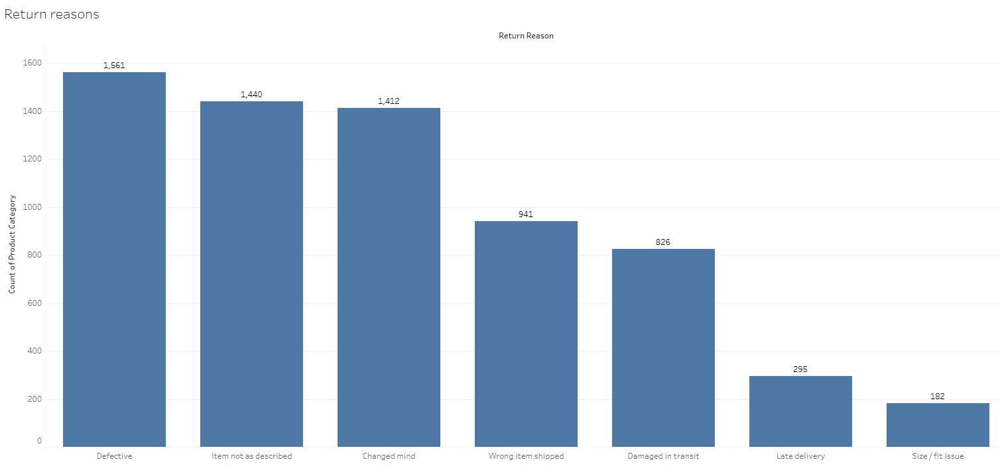 Return reasons
Return Reason
Count of Product Category
1600
1400
1200
1000
800
600
400
200
0
1,561
1,440
1,412
941
826
295
182
Defective
Item not as described
Changed mind
Wrong item shipped
Damaged in transit
Late delivery
Size / fit issue